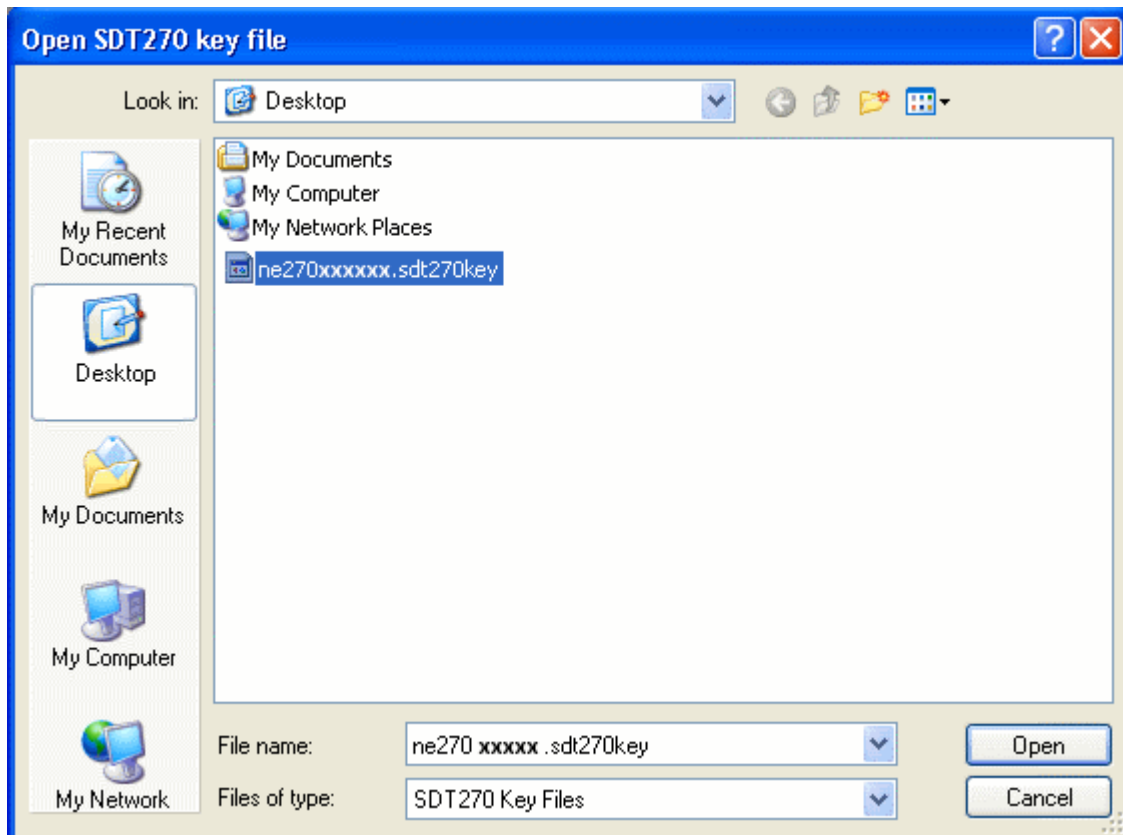 Open SDT270 key file
Look in:
Desktop
My Documents
My Computer
My Network Places
ne270xxxxxx.sdt270key
My Recent
Documents
Desktop
My Documents
My Computer
My Network
File name:
ne270 xxxxx .sdt270key
Open
Files of type:
SDT270 Key Files
Cancel